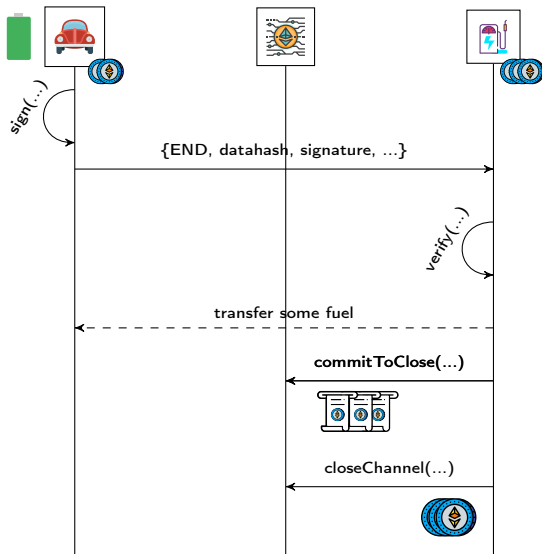 sign(...)
{END, datahash, signature, ...}
verify(...)
transfer some fuel
commitToClose(...)
closeChannel(...)